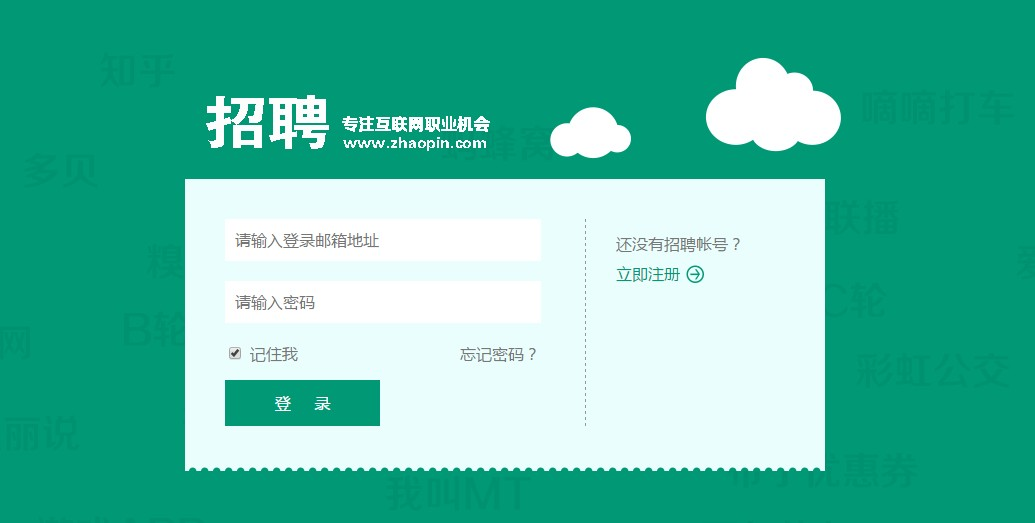 知乎
嘀嘀打车
招聘
专注互联网职业机会
www.zhaopin.com
蜂窝
多贝
联播
请输入登录邮箱地址
还没有招聘帐号？
糗
立即注册
请输入密码
C轮
B轮
网
记住我
忘记密码？
彩虹公交
登 录
丽说
优惠券
我叫MT